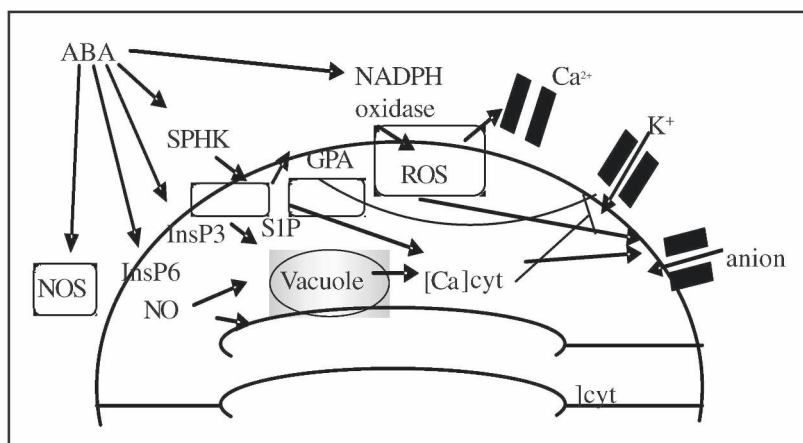 ABA
NADPH
oxidase
Ca²⁺
K⁺
SPHK
GPA
ROS
InsP3
S1P
anion
InsP6
Vacuole
[Ca]cyt
NOS
NO
]cyt